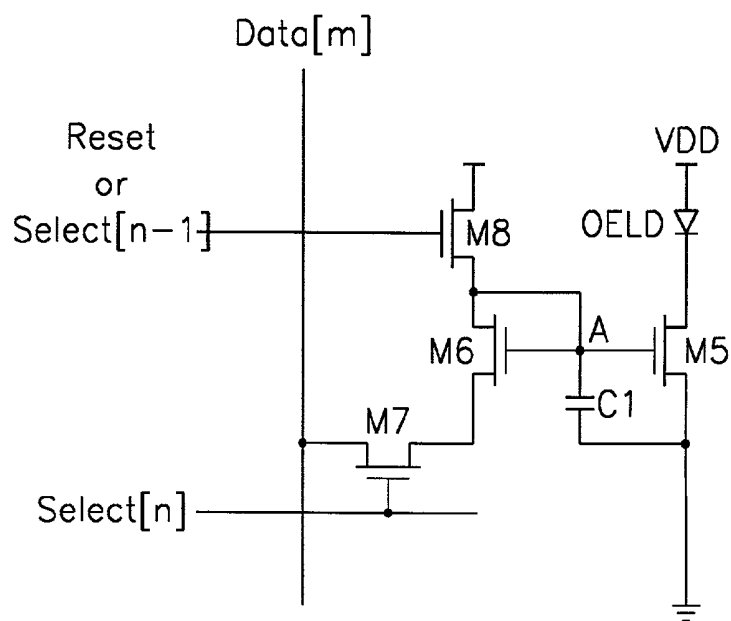 Data[m]
Reset
or
Select[n-1]
VDD
OELD
M8
A
M6
M5
C1
M7
Select[n]